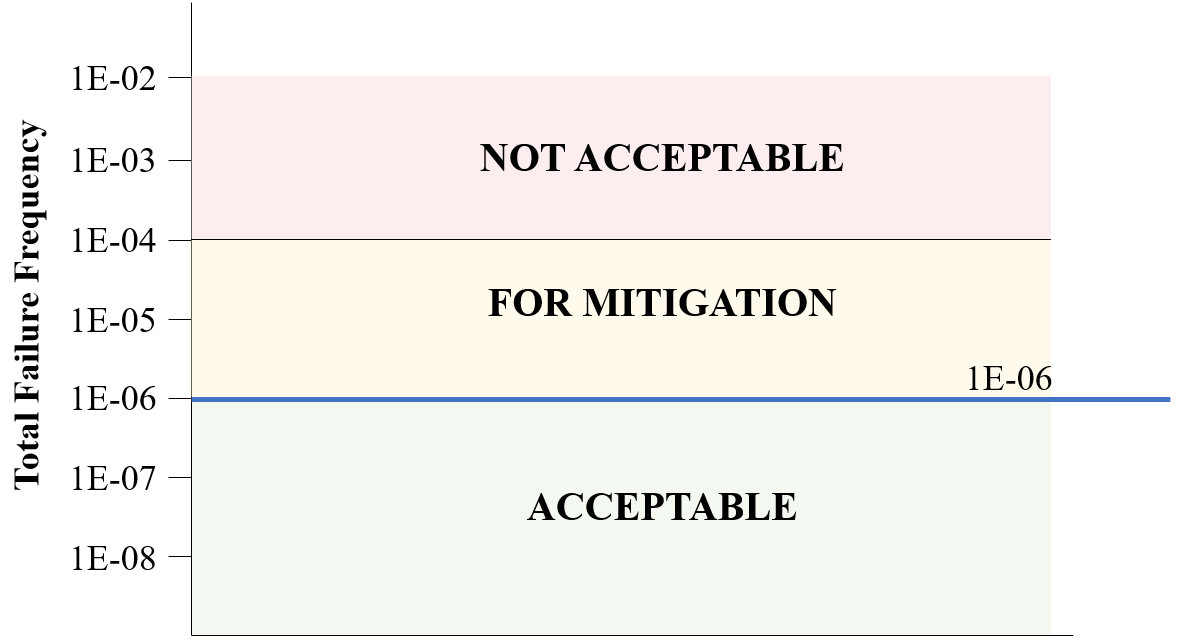 Total Failure Frequency
1E-02
1E-03
1E-04
1E-05
1E-06
1E-07
1E-08
NOT ACCEPTABLE
FOR MITIGATION
1E-06
ACCEPTABLE